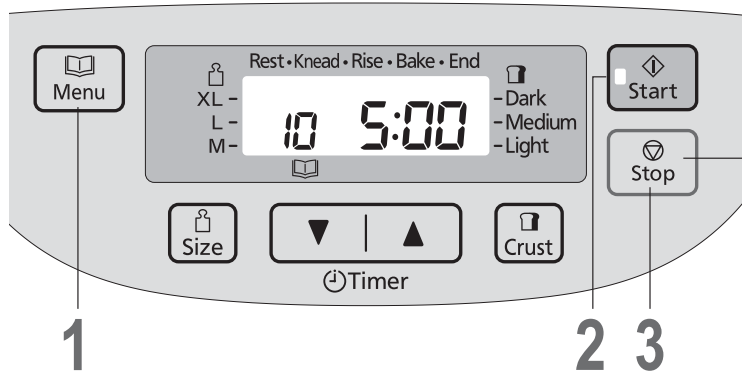 Rest • Knead • Rise • Bake • End
Menu
XL –
L –
M –
10 5:00
– Dark
– Medium
– Light
Start
Stop
Size
▼ | ▲
Crust
Timer
1
2
3